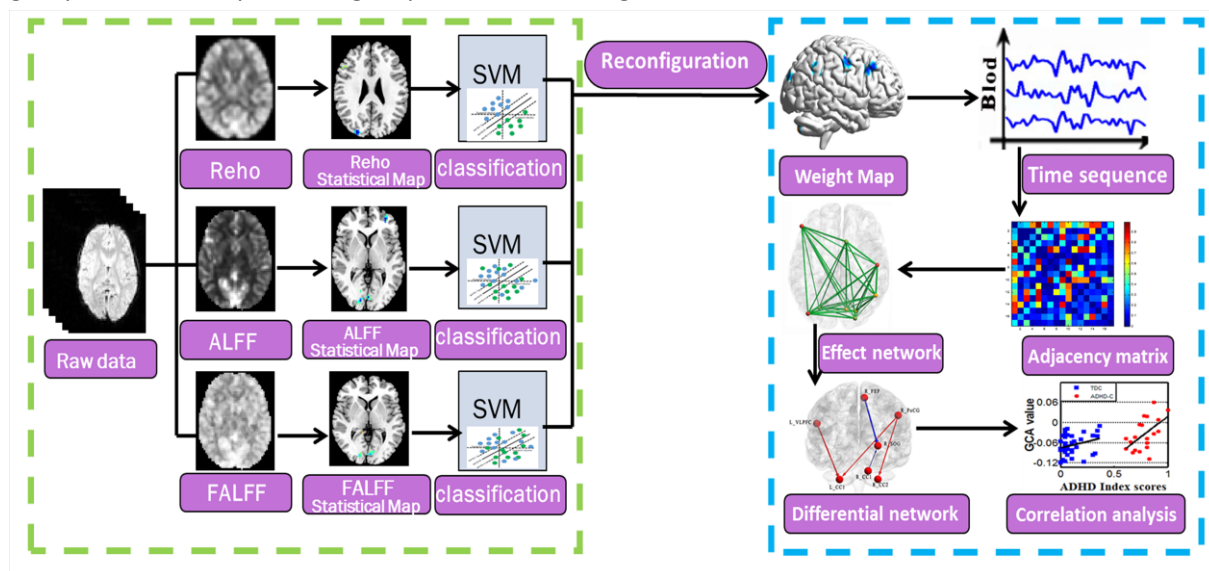 Raw data
Reho
Reho
Statistical Map
SVM
classification
ALFF
ALFF
Statistical Map
SVM
classification
FALFF
FALFF
Statistical Map
SVM
classification
Reconfiguration
Weight Map
Blod
Time sequence
Effect network
Adjacency matrix
R_FEF
L_VLPFC
R_PoCG
R_SOG
R_CC1
L_CC1
R_CC2
Differential network
TDC
ADHD-C
GCA value
0.06
0
-0.06
-0.12
0
0.5
1
ADHD Index scores
Correlation analysis